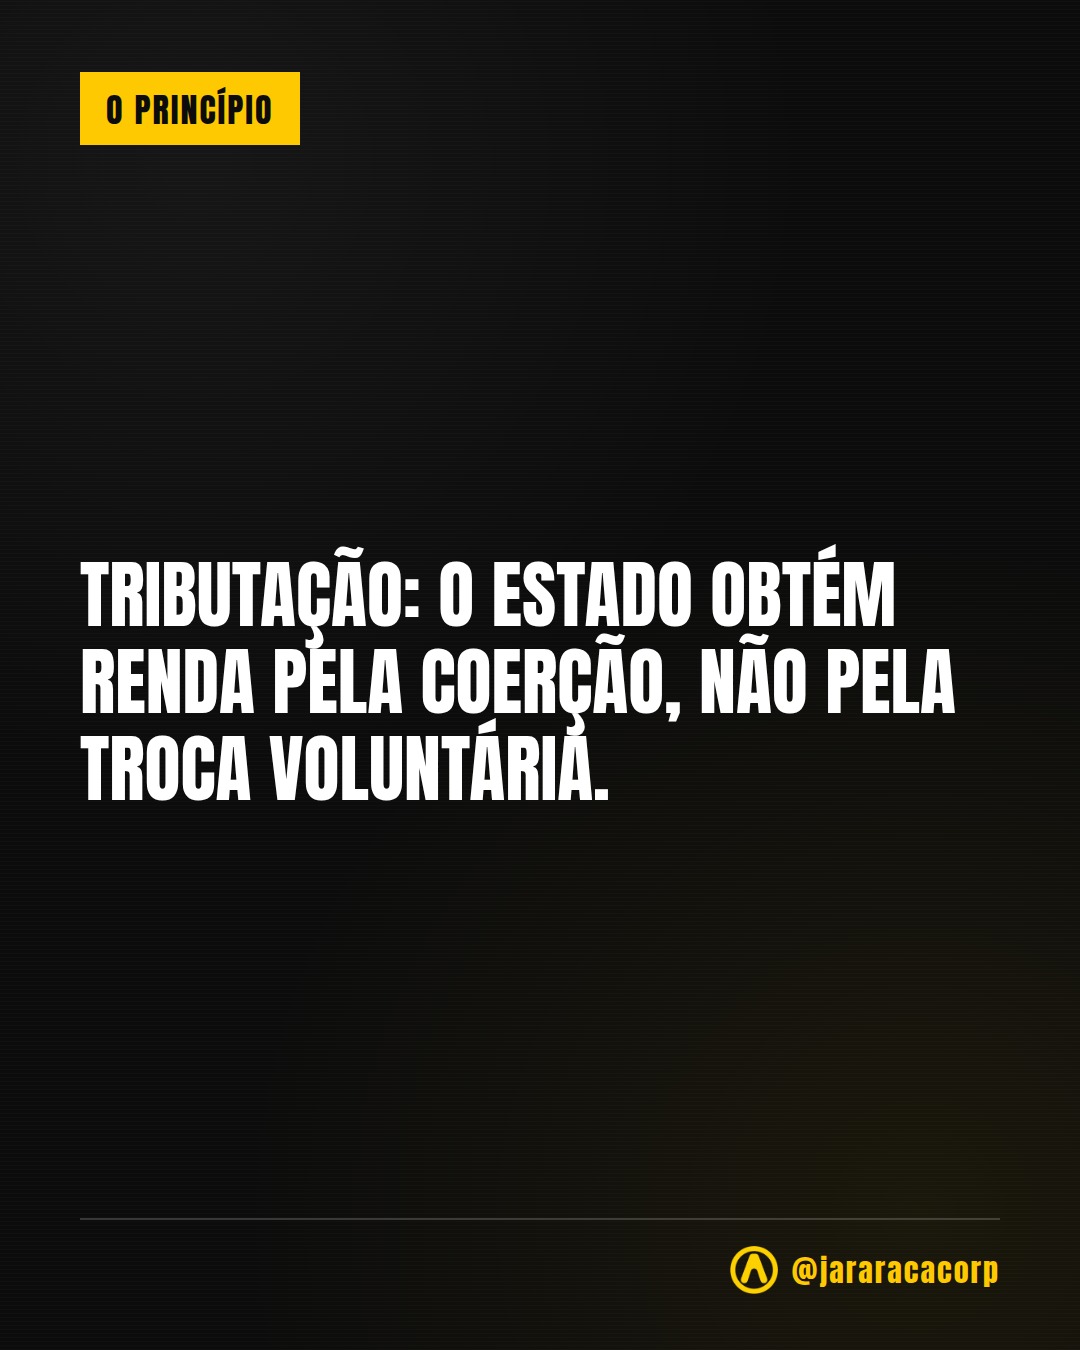 O PRINCÍPIO
TRIBUTAÇÃO: O ESTADO OBTÉM
RENDA PELA COERÇÃO, NÃO PELA
TROCA VOLUNTÁRIA.
@jararacacorp